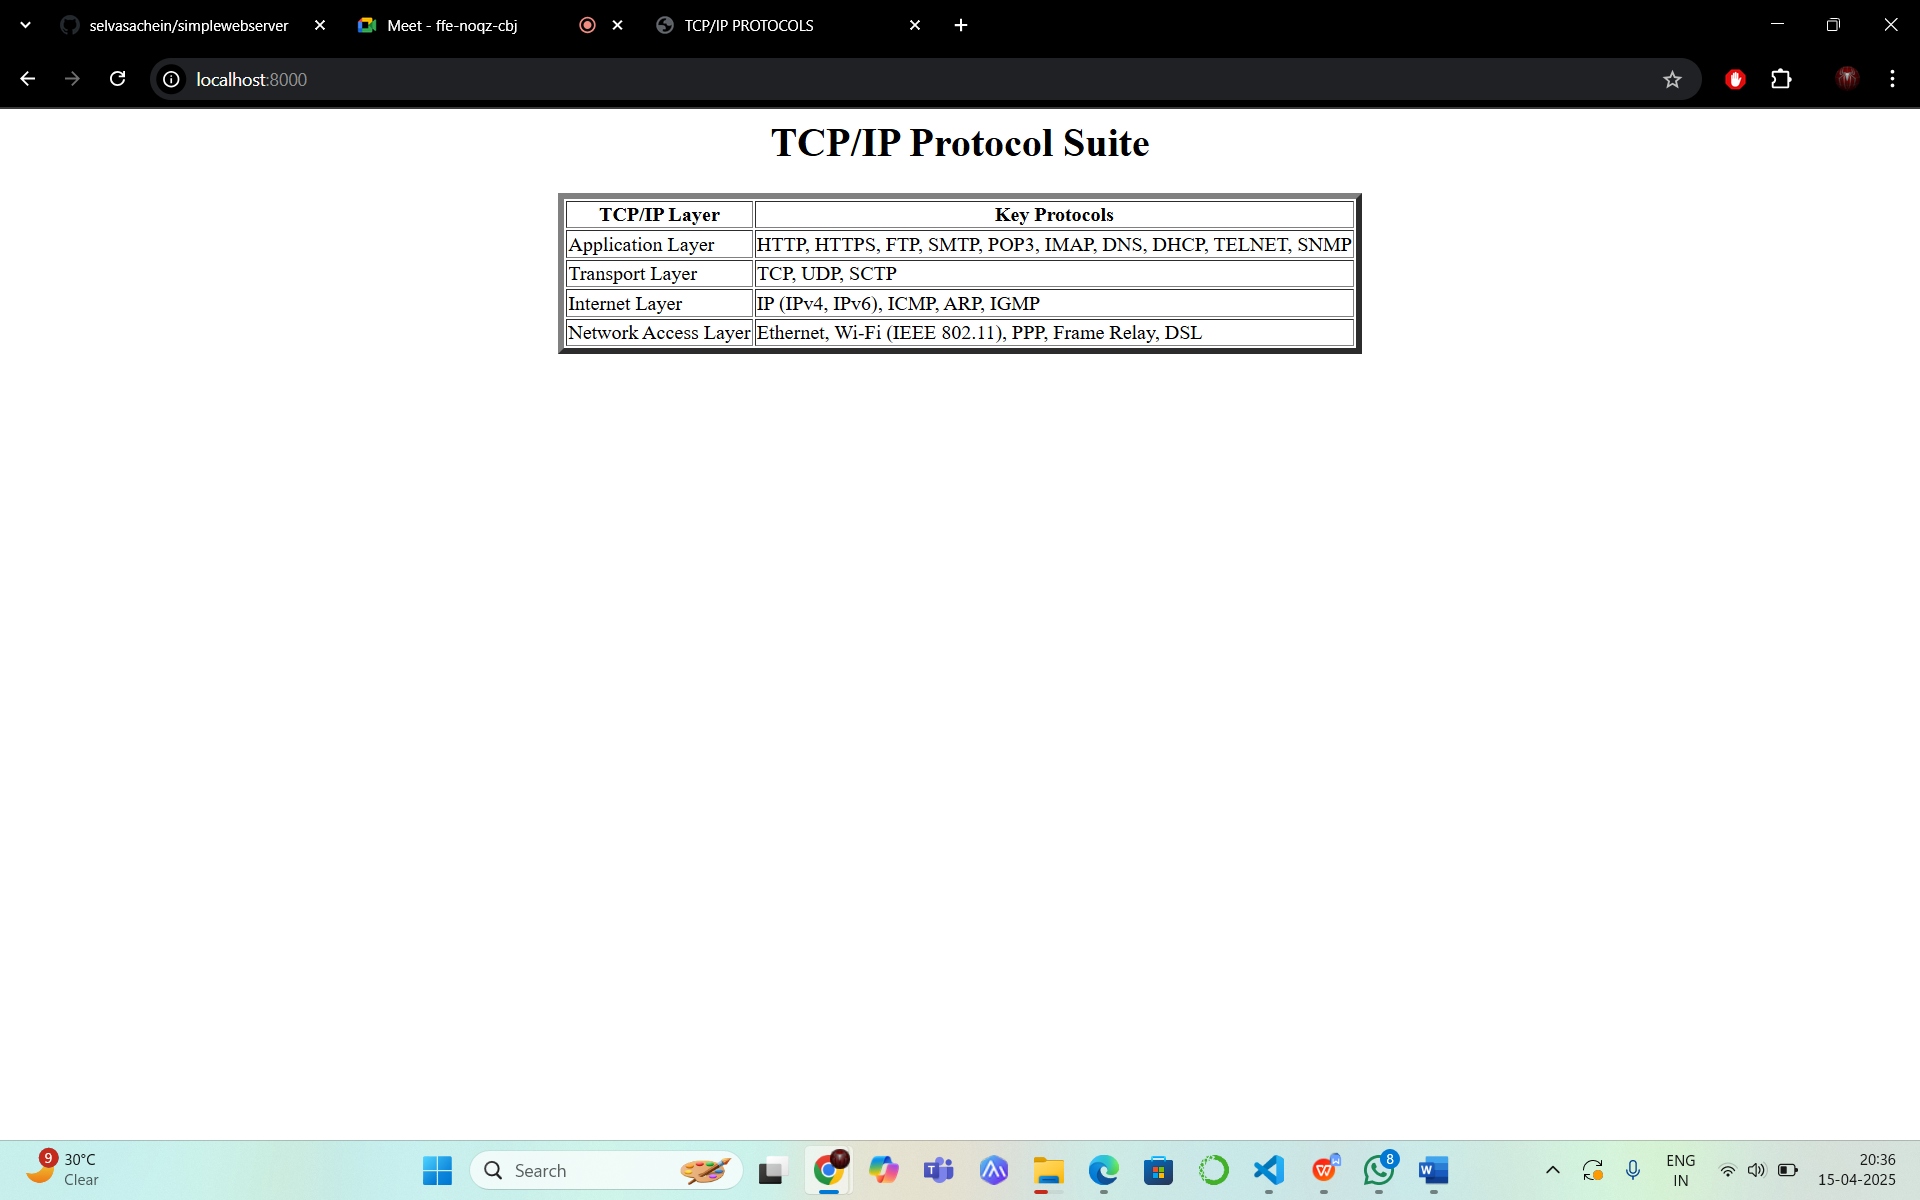 selvasachein/simplewebserver
Meet - ffe-noqz-cbj
TCP/IP PROTOCOLS
localhost:8000
TCP/IP Protocol Suite
TCP/IP Layer Key Protocols
Application Layer HTTP, HTTPS, FTP, SMTP, POP3, IMAP, DNS, DHCP, TELNET, SNMP
Transport Layer TCP, UDP, SCTP
Internet Layer IP (IPv4, IPv6), ICMP, ARP, IGMP
Network Access Layer Ethernet, Wi-Fi (IEEE 802.11), PPP, Frame Relay, DSL
9
30°C
Clear
Search
8
ENG
IN
20:36
15-04-2025